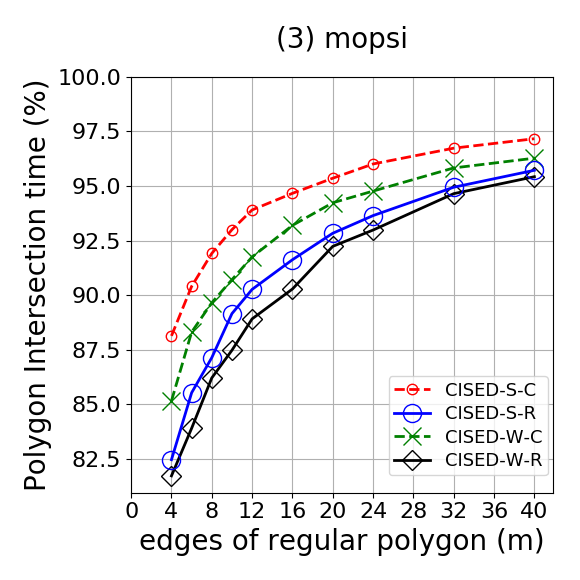 (3) mopsi
Polygon Intersection time (%)
100.0
97.5
95.0
92.5
90.0
87.5
85.0
82.5
CISED-S-C
CISED-S-R
CISED-W-C
CISED-W-R
0 4 8 12 16 20 24 28 32 36 40
edges of regular polygon (m)